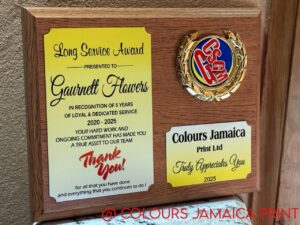 Long Service Award
PRESENTED TO
Gaurnett Flowers
IN RECOGNITION OF 5 YEARS
OF LOYAL & DEDICATED SERVICE
2020 - 2025
YOUR HARD WORK AND
ONGOING COMMITMENT HAS MADE YOU
A TRUE ASSET TO OUR TEAM
Thank
You!
for all that you have done
and everything that you continue to do !
Colours Jamaica
Print Ltd
Truly Appreciates You
2025
@ COLOURS JAMAICA PRINT